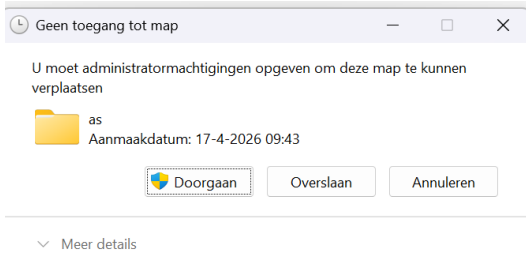 Geen toegang tot map
U moet administratormachtigingen opgeven om deze map te kunnen
verplaatsen
as
Aanmaakdatum: 17-4-2026 09:43
Doorgaan
Overslaan
Annuleren
Meer details